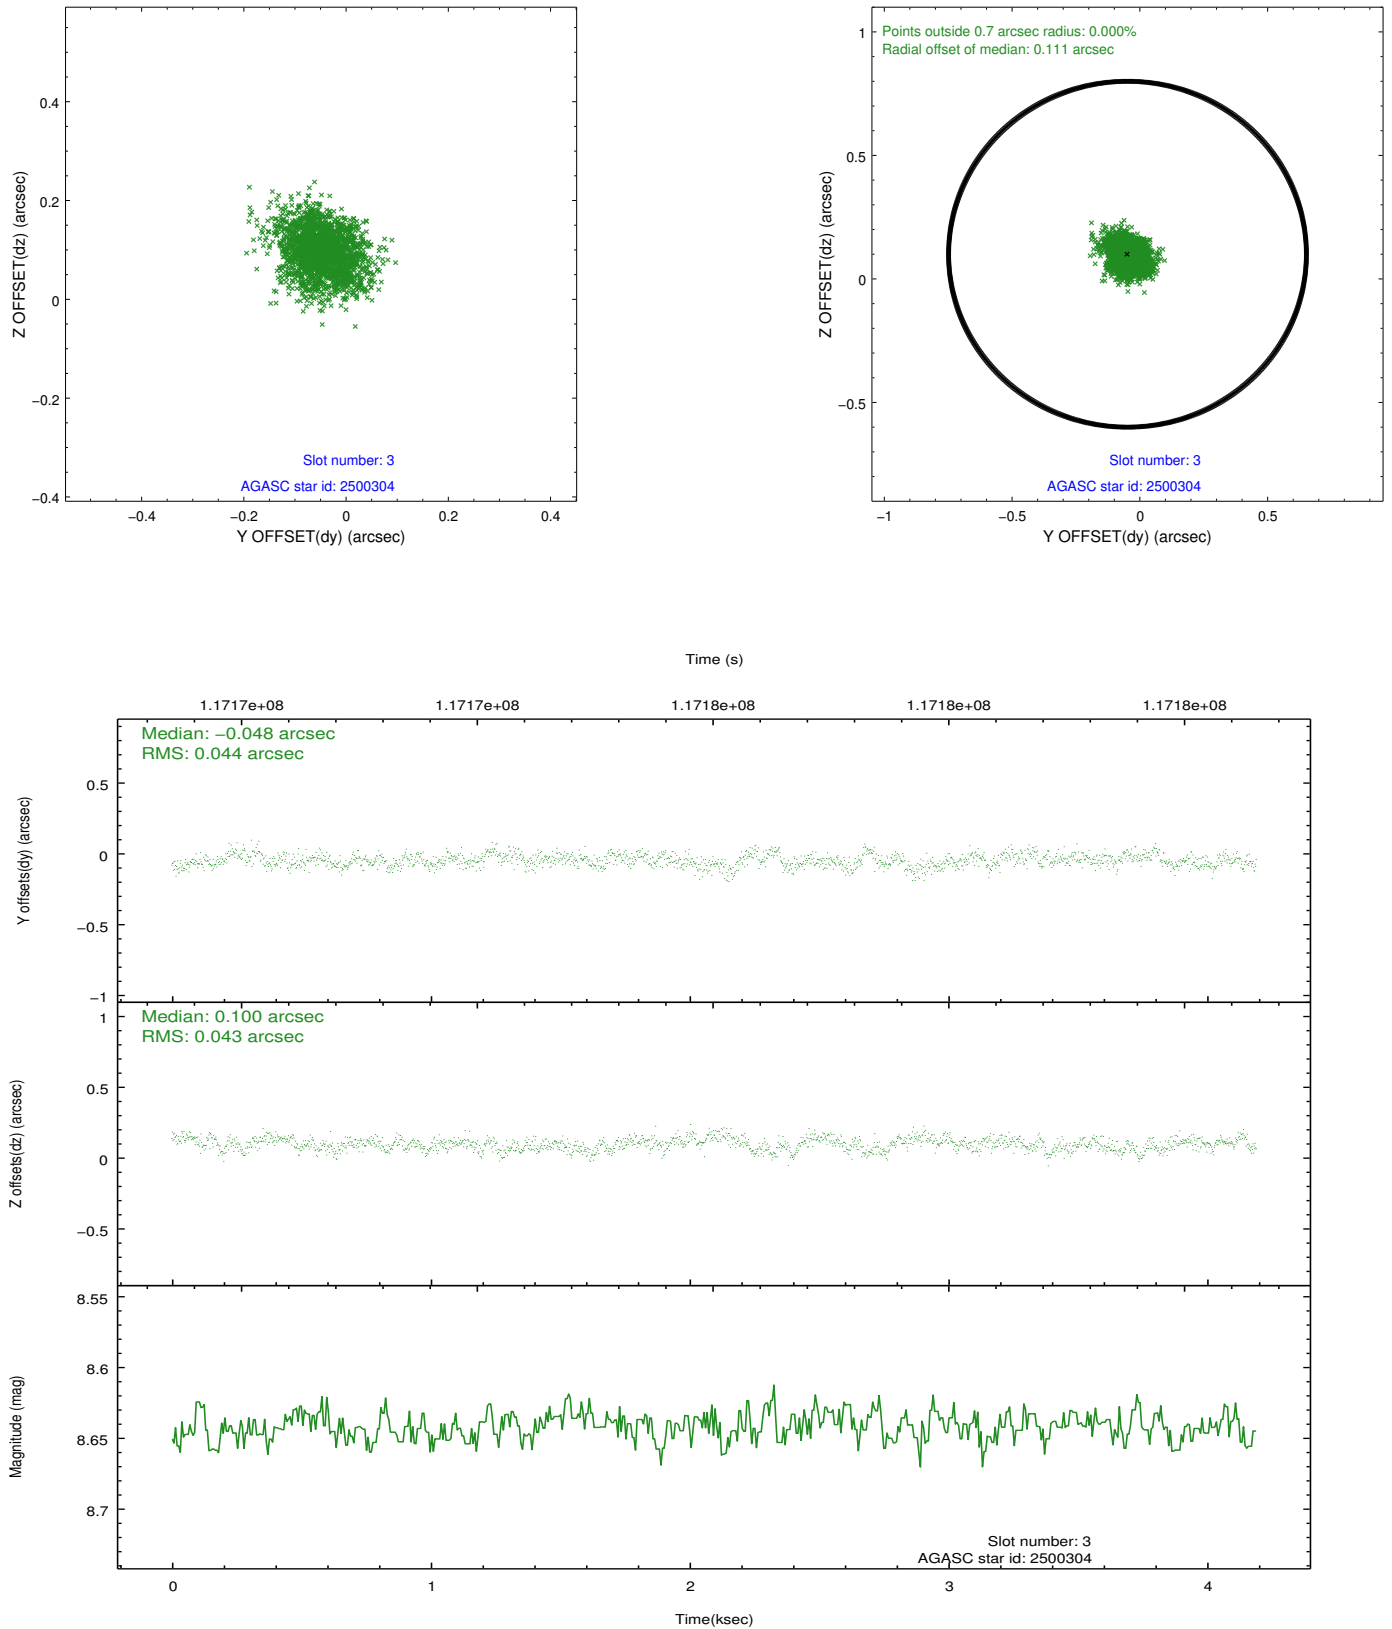 Points outside 0.7 arcsec radius: 0.000%
Radial offset of median: 0.111 arcsec
Z OFFSET(dz) (arcsec)
0.4
0.2
0
−0.2
−0.4
Slot number: 3
AGASC star id: 2500304
−0.4
−0.2
0
0.2
0.4
Y OFFSET(dy) (arcsec)
Z OFFSET(dz) (arcsec)
1
0.5
0
−0.5
Slot number: 3
AGASC star id: 2500304
−1
−0.5
0
0.5
Y OFFSET(dy) (arcsec)
Time (s)
1.1717e+08
1.1717e+08
1.1718e+08
1.1718e+08
1.1718e+08
Median: −0.048 arcsec
RMS: 0.044 arcsec
Y offsets(dy) (arcsec)
0.5
0
−0.5
−1
Median: 0.100 arcsec
RMS: 0.043 arcsec
Z offsets(dz) (arcsec)
1
0.5
0
−0.5
Magnitude (mag)
8.55
8.6
8.65
8.7
Slot number: 3
AGASC star id: 2500304
0
1
2
3
4
Time(ksec)